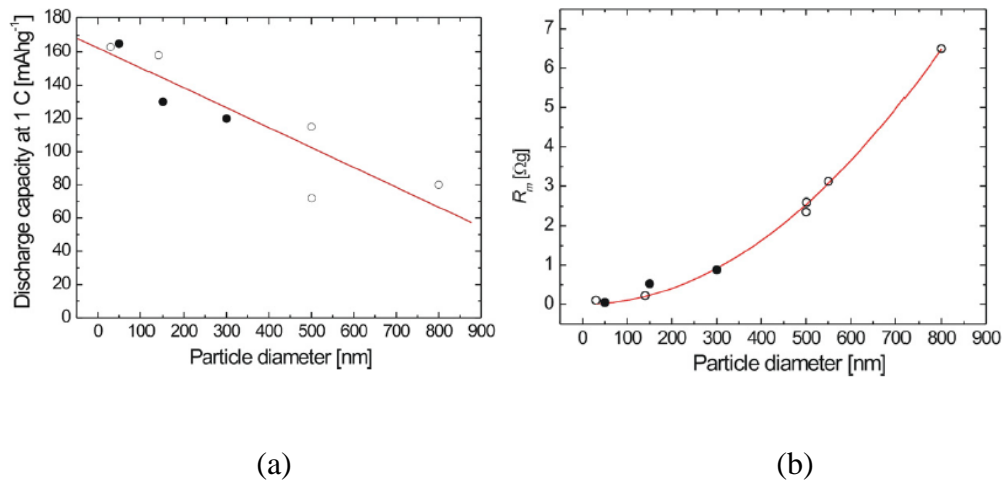 Discharge capacity at 1 C [mAhg⁻¹]
180
160
140
120
100
80
60
40
20
0
0 100 200 300 400 500 600 700 800 900
Particle diameter [nm]
Rm [Ωg]
7
6
5
4
3
2
1
0
0 100 200 300 400 500 600 700 800 900
Particle diameter [nm]
(a) (b)